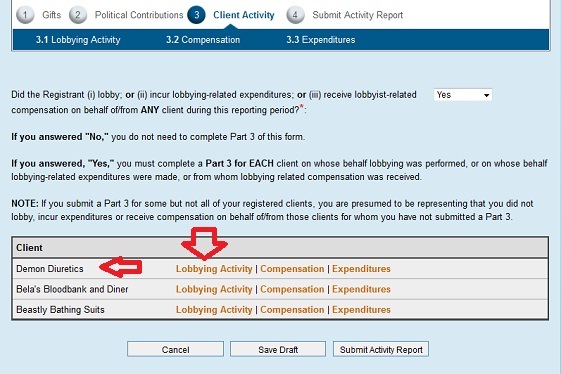 1 Gifts 2 Political Contributions 3 Client Activity 4 Submit Activity Report
3.1 Lobbying Activity 3.2 Compensation 3.3 Expenditures
Did the Registrant (i) lobby; or (ii) incur lobbying-related expenditures; or (iii) receive lobbyist-related Yes
compensation on behalf of/from ANY client during this reporting period?*:
If you answered "No," you do not need to complete Part 3 of this form.
If you answered, "Yes," you must complete a Part 3 for EACH client on whose behalf lobbying was performed, or on whose behalf
lobbying-related expenditures were made, or from whom lobbying related compensation was received.
NOTE: If you submit a Part 3 for some but not all of your registered clients, you are presumed to be representing that you did not
lobby, incur expenditures or receive compensation on behalf of/from those clients for whom you have not submitted a Part 3.
Client
Demon Diuretics Lobbying Activity | Compensation | Expenditures
Bela's Bloodbank and Diner Lobbying Activity | Compensation | Expenditures
Beastly Bathing Suits Lobbying Activity | Compensation | Expenditures
Cancel Save Draft Submit Activity Report